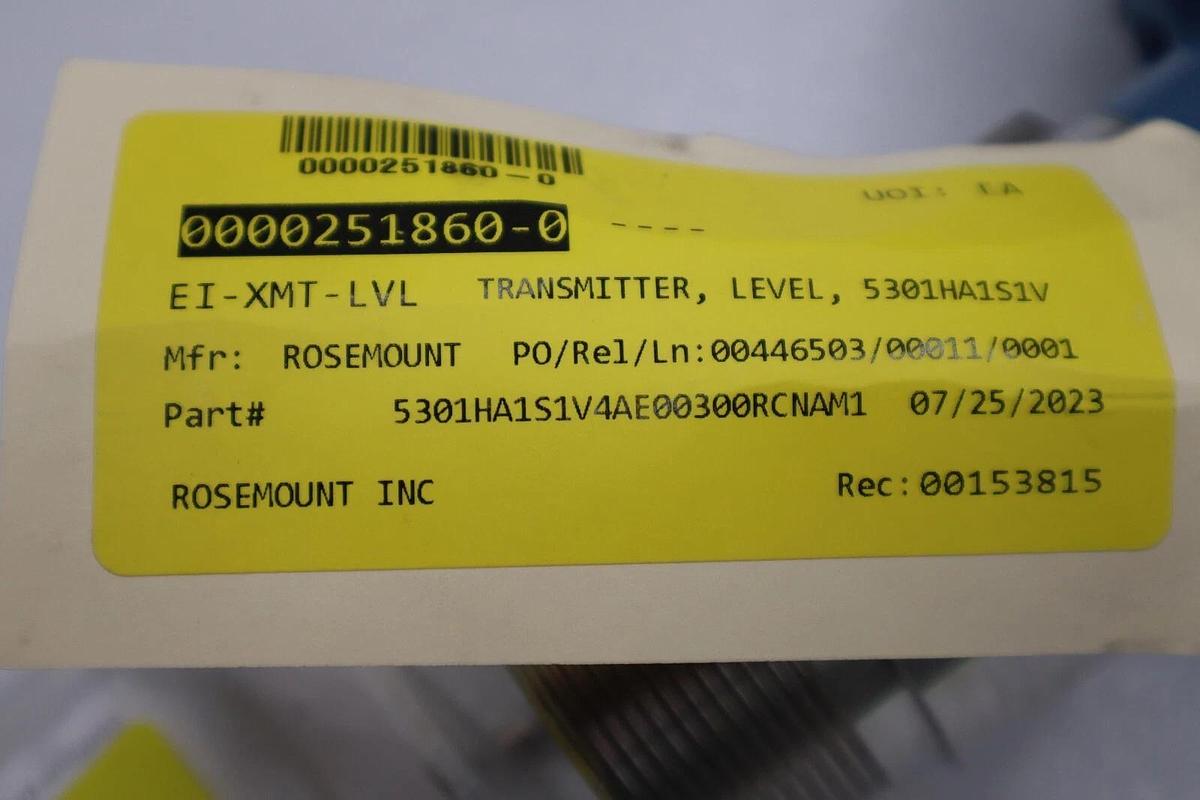 0000251860-0
UOI: EA
0000251860-0 ----
EI-XMT-LVL TRANSMITTER, LEVEL, 5301HA1S1V
Mfr: ROSEMOUNT PO/Rel/Ln:00446503/00011/0001
Part# 5301HA1S1V4AE00300RCNAM1 07/25/2023
ROSEMOUNT INC Rec:00153815